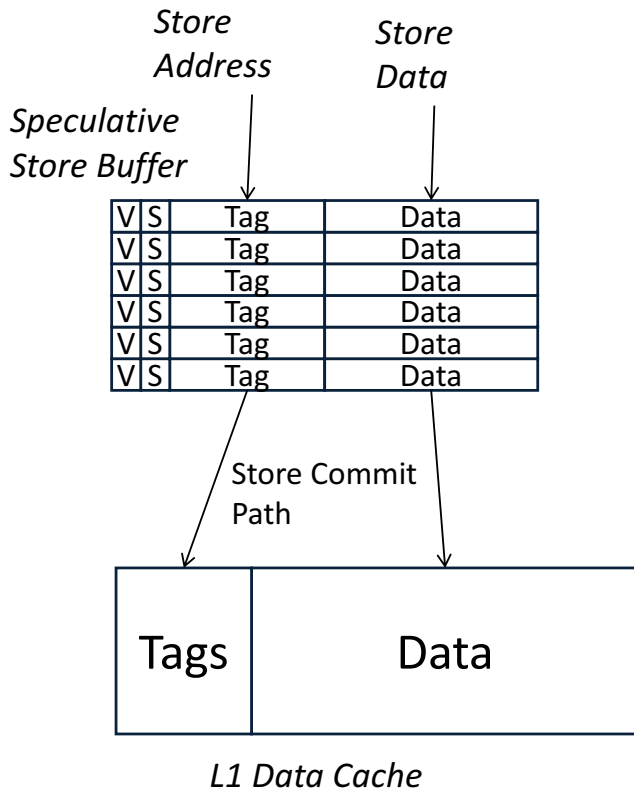 Store
Address
Store
Data
Speculative
Store Buffer
V S Tag Data
V S Tag Data
V S Tag Data
V S Tag Data
V S Tag Data
V S Tag Data
Store Commit
Path
Tags Data
L1 Data Cache